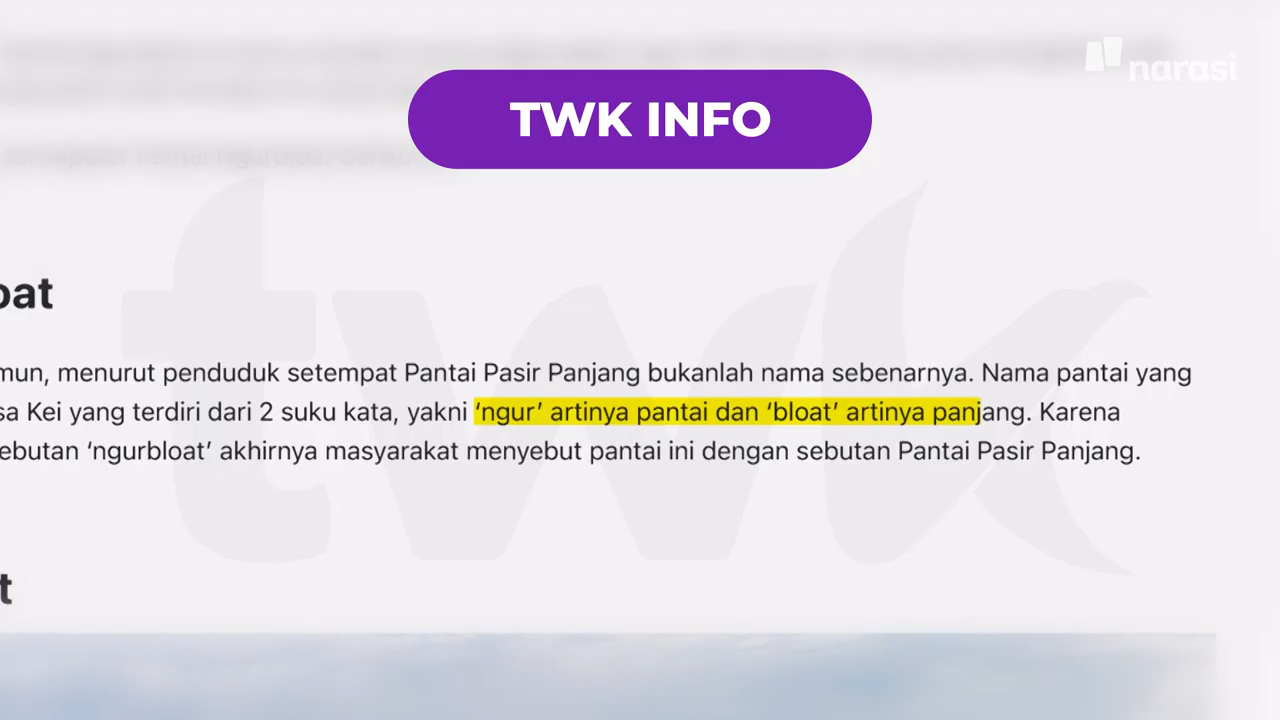 narasi
TWK INFO
twk
oat
mun, menurut penduduk setempat Pantai Pasir Panjang bukanlah nama sebenarnya. Nama pantai yang
sa Kei yang terdiri dari 2 suku kata, yakni ‘ngur’ artinya pantai dan ‘bloat’ artinya panjang. Karena
ebutan ‘ngurbloat’ akhirnya masyarakat menyebut pantai ini dengan sebutan Pantai Pasir Panjang.
t